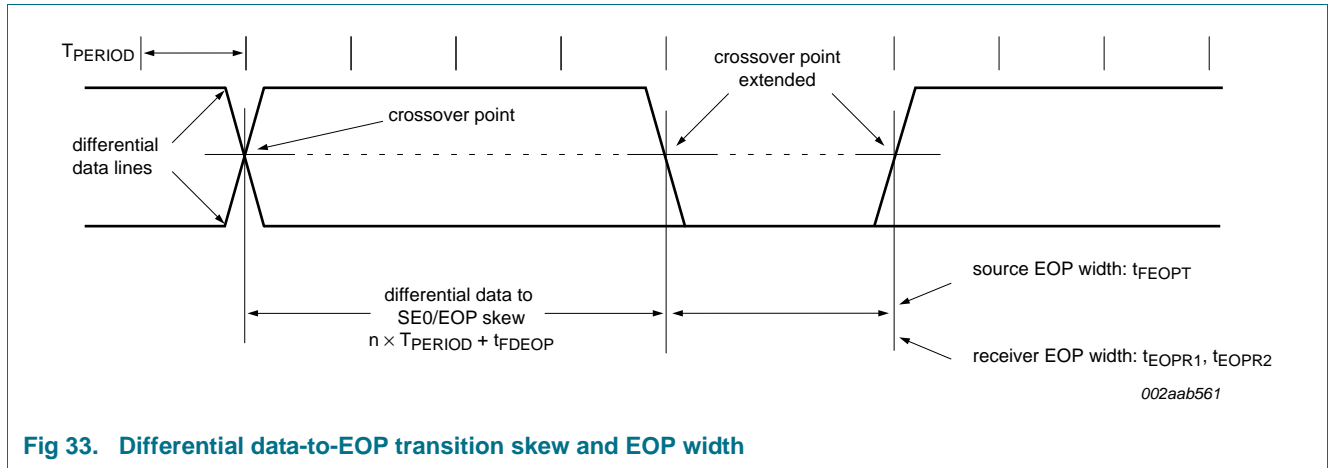 TPERIOD
crossover point
extended
crossover point
differential
data lines
source EOP width: tFEOPT
differential data to
SE0/EOP skew
n × TPERIOD + tFDEOP
receiver EOP width: tEOPR1, tEOPR2
002aab561
Fig 33. Differential data-to-EOP transition skew and EOP width